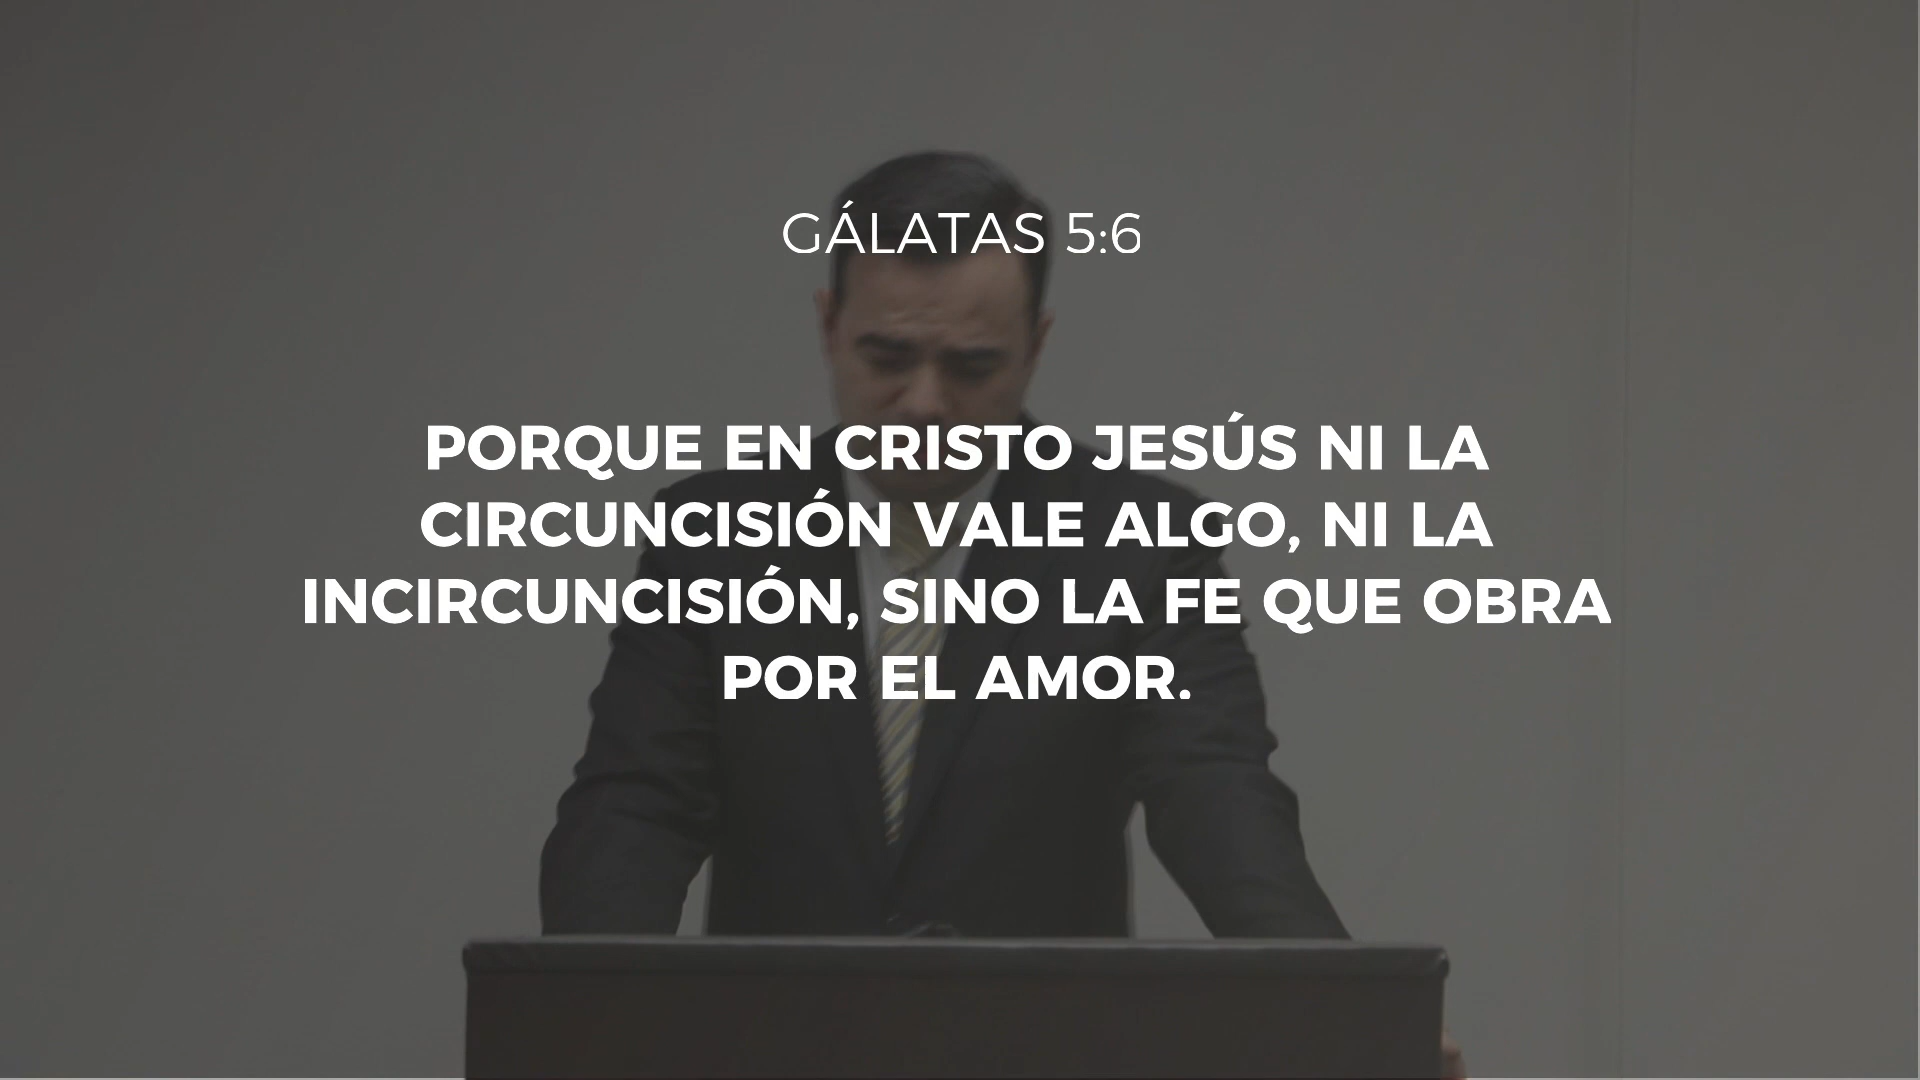 GÁLATAS 5:6
PORQUE EN CRISTO JESÚS NI LA
CIRCUNCISIÓN VALE ALGO, NI LA
INCIRCUNCISIÓN, SINO LA FE QUE OBRA
POR EL AMOR.